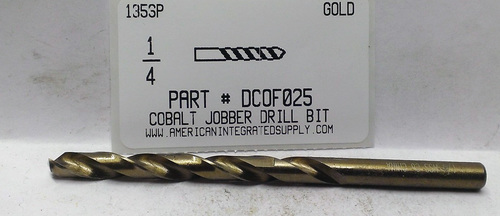 135SP GOLD
1/4
PART # DCOF025
COBALT JOBBER DRILL BIT
WWW.AMERICANINTEGRATEDSUPPLY.COM